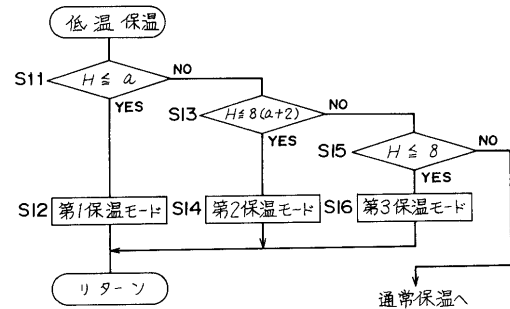 低温保温
S11
H≦a
NO
YES
S13
H≦8(a+2)
NO
YES
S15
H≦8
NO
YES
S12
第1保温モード
S14
第2保温モード
S16
第3保温モード
リターン
通常保温へ